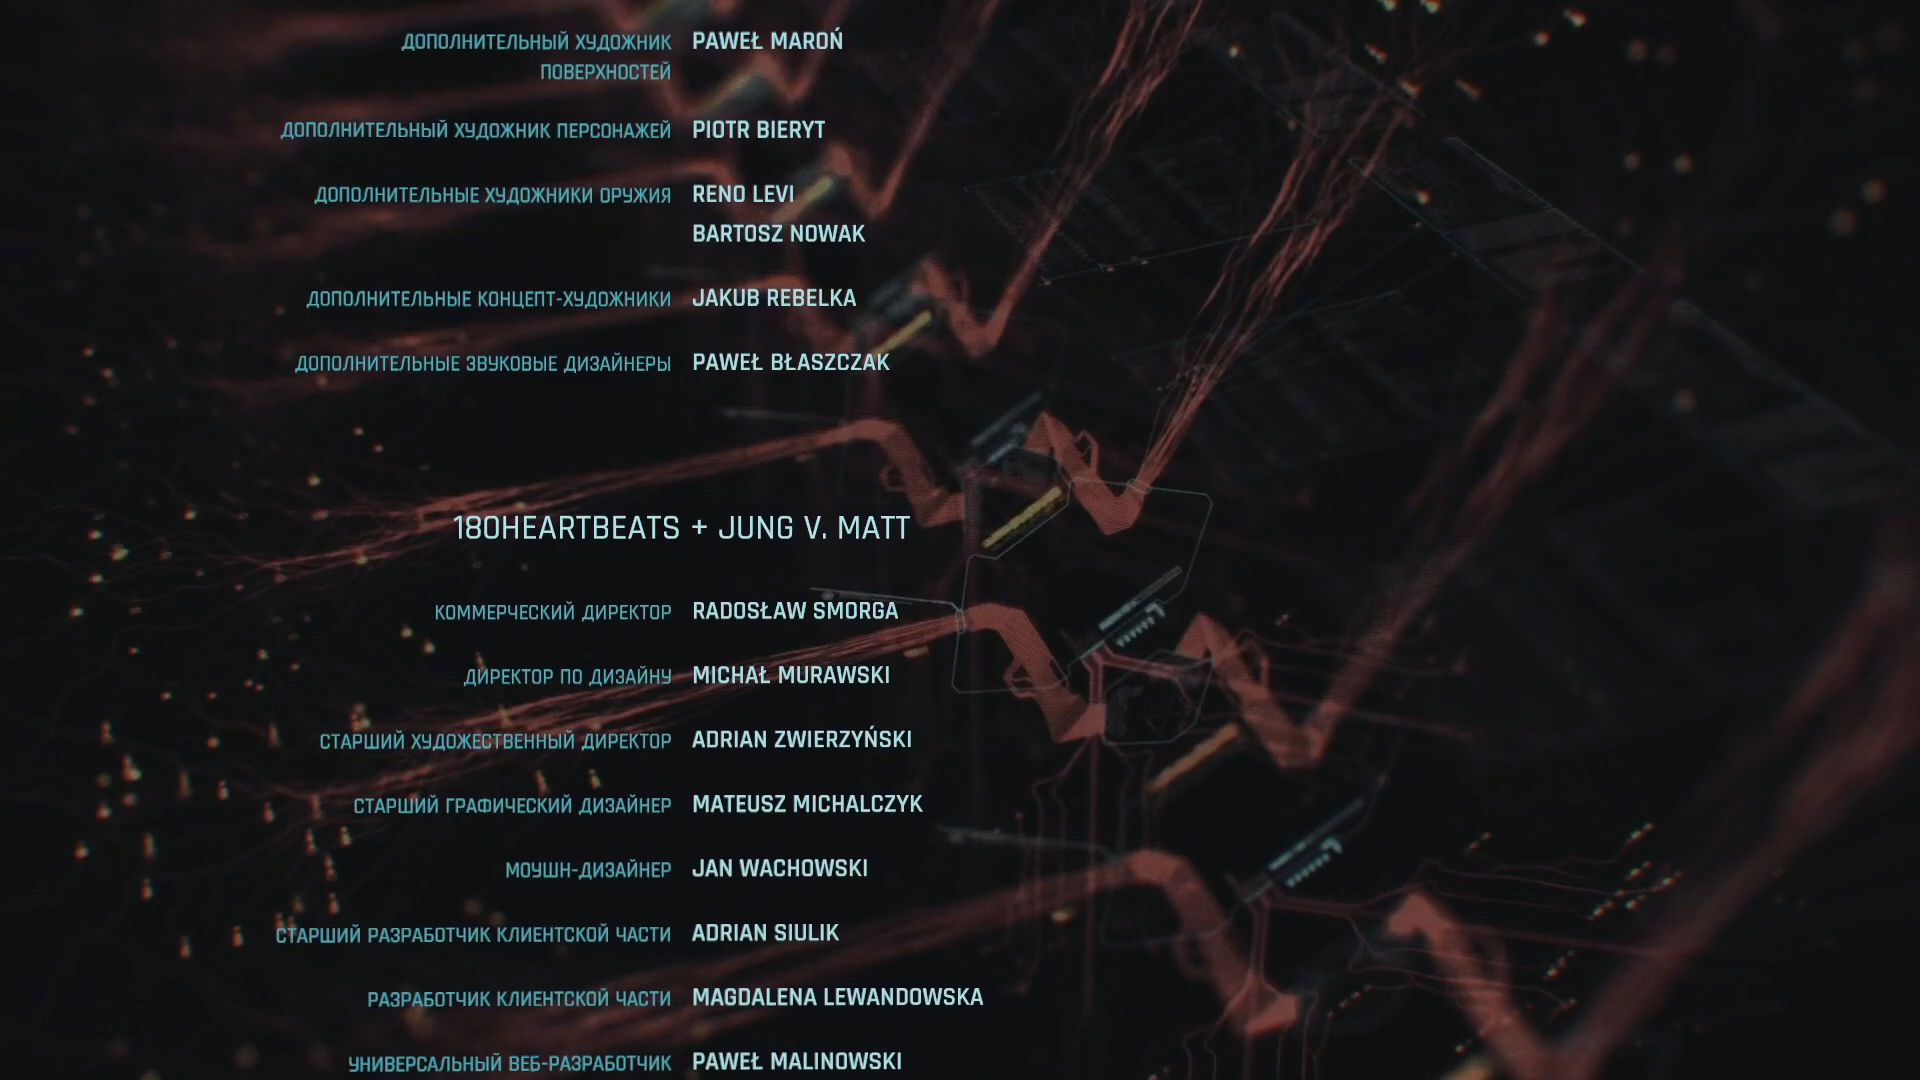 ДОПОЛНИТЕЛЬНЫЙ ХУДОЖНИК PAWEŁ MAROŃ
ПОВЕРХНОСТЕЙ
ДОПОЛНИТЕЛЬНЫЙ ХУДОЖНИК ПЕРСОНАЖЕЙ PIOTR BIERYT
ДОПОЛНИТЕЛЬНЫЕ ХУДОЖНИКИ ОРУЖИЯ RENO LEVI
BARTOSZ NOWAK
ДОПОЛНИТЕЛЬНЫЕ КОНЦЕПТ-ХУДОЖНИКИ JAKUB REBELKA
ДОПОЛНИТЕЛЬНЫЕ ЗВУКОВЫЕ ДИЗАЙНЕРЫ PAWEŁ BŁASZCZAK
180HEARTBEATS + JUNG V. MATT
КОММЕРЧЕСКИЙ ДИРЕКТОР RADOSŁAW SMORGA
ДИРЕКТОР ПО ДИЗАЙНУ MICHAŁ MURAWSKI
СТАРШИЙ ХУДОЖЕСТВЕННЫЙ ДИРЕКТОР ADRIAN ZWIERZYŃSKI
СТАРШИЙ ГРАФИЧЕСКИЙ ДИЗАЙНЕР MATEUSZ MICHALCZYK
МОУШН-ДИЗАЙНЕР JAN WACHOWSKI
СТАРШИЙ РАЗРАБОТЧИК КЛИЕНТСКОЙ ЧАСТИ ADRIAN SIULIK
РАЗРАБОТЧИК КЛИЕНТСКОЙ ЧАСТИ MAGDALENA LEWANDOWSKA
УНИВЕРСАЛЬНЫЙ ВЕБ-РАЗРАБОТЧИК PAWEŁ MALINOWSKI